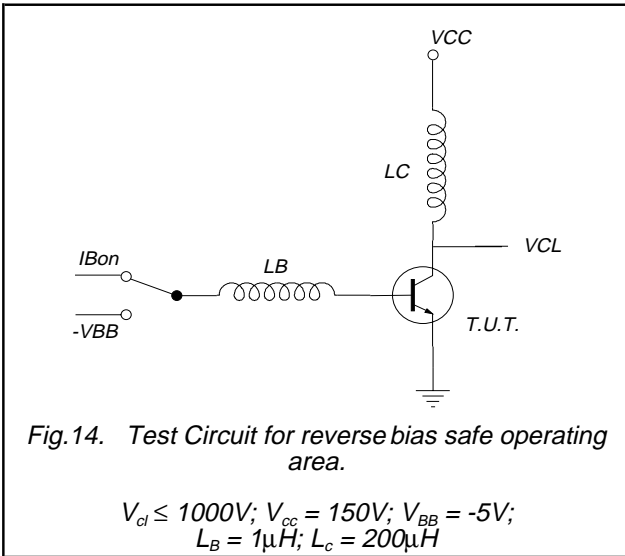 VCC
LC
VCL
IBon
LB
-VBB
T.U.T.
Fig.14. Test Circuit for reverse bias safe operating
area.
Vcl ≤ 1000V; Vcc = 150V; VBB = -5V;
LB = 1μH; Lc = 200μH